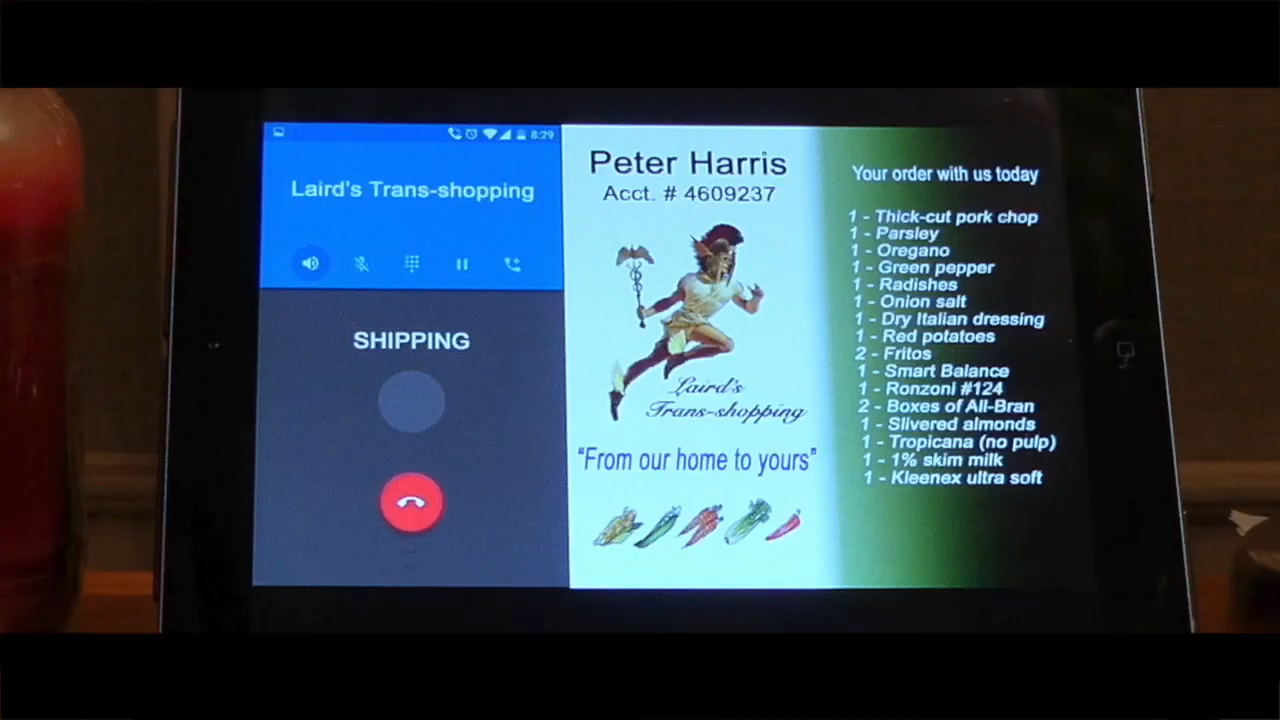 8:29
Laird's Trans-shopping
SHIPPING
Peter Harris
Acct. # 4609237
Laird's
Trans-shopping
“From our home to yours”
Your order with us today
1 - Thick-cut pork chop
1 - Parsley
1 - Oregano
1 - Green pepper
1 - Radishes
1 - Onion salt
1 - Dry Italian dressing
1 - Red potatoes
2 - Fritos
1 - Smart Balance
1 - Ronzoni #124
2 - Boxes of All-Bran
1 - Slivered almonds
1 - Tropicana (no pulp)
1 - 1% skim milk
1 - Kleenex ultra soft